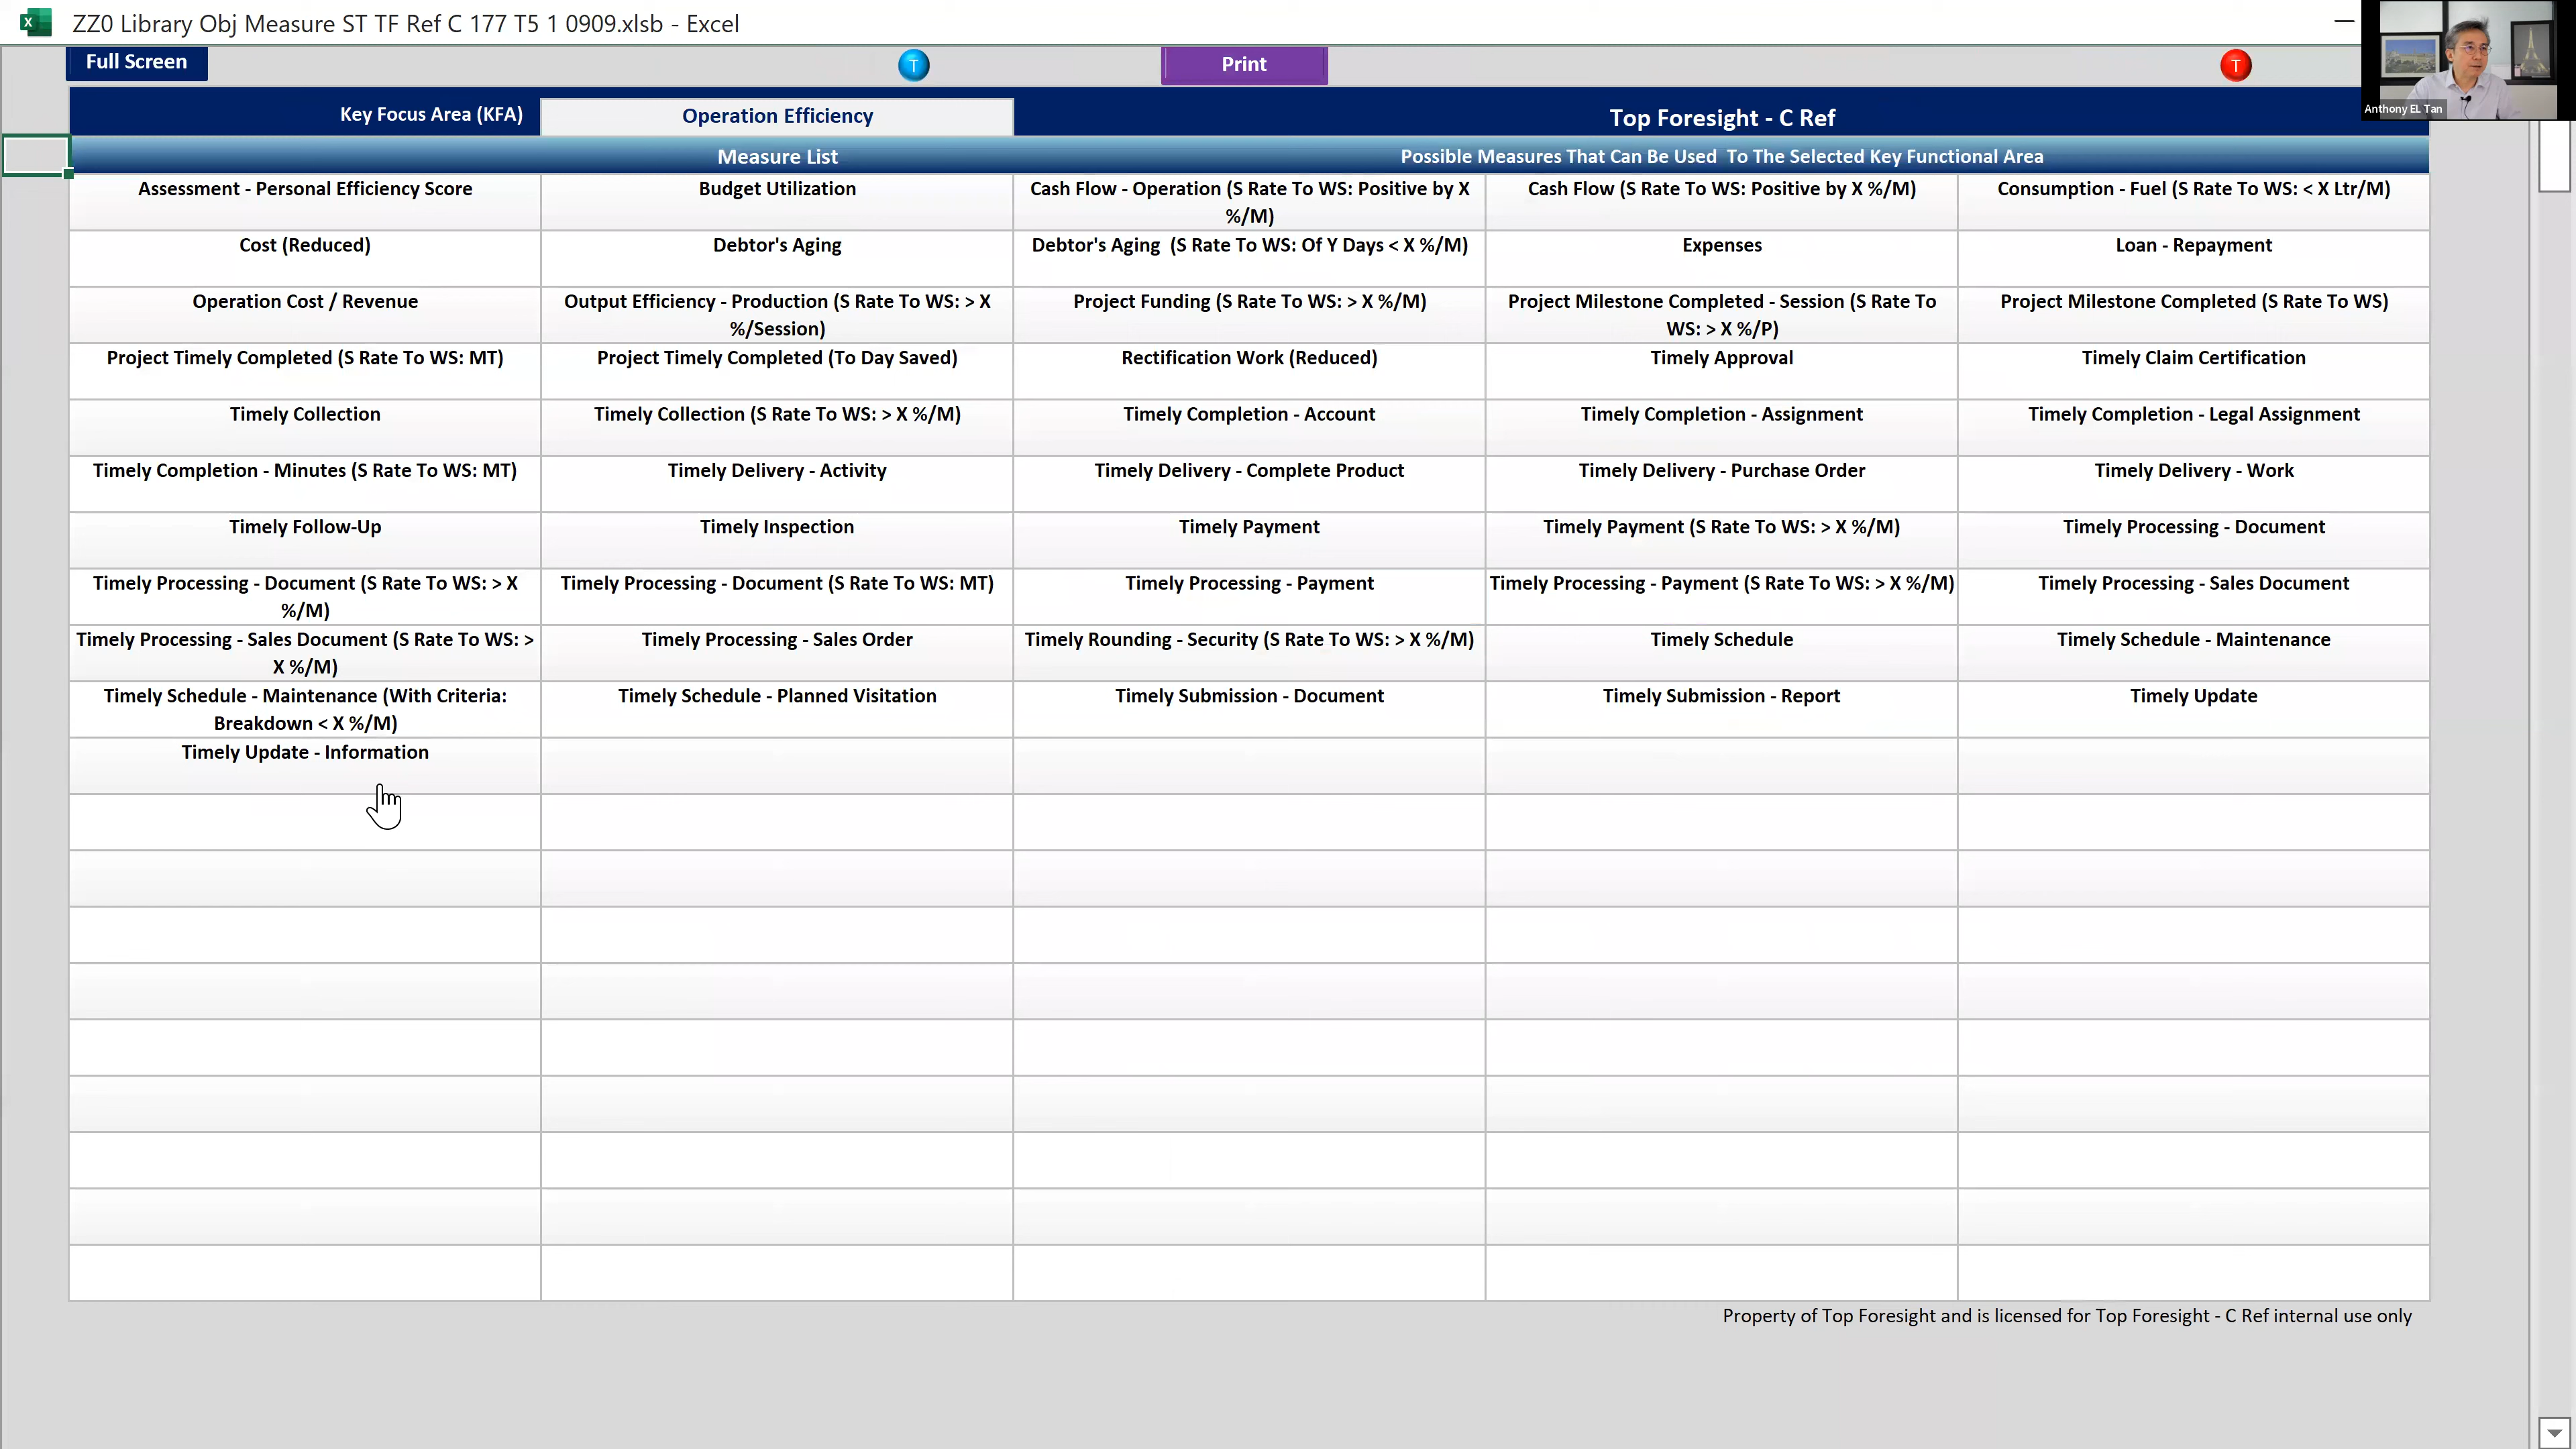 ZZ0 Library Obj Measure ST TF Ref C 177 T5 1 0909.xlsb - Excel
Full Screen
T
Print
T
Anthony EL Tan
Key Focus Area (KFA)
Operation Efficiency
Top Foresight - C Ref
Measure List
Possible Measures That Can Be Used To The Selected Key Functional Area
Assessment - Personal Efficiency Score
Budget Utilization
Cash Flow - Operation (S Rate To WS: Positive by X
%/M)
Cash Flow (S Rate To WS: Positive by X %/M)
Consumption - Fuel (S Rate To WS: < X Ltr/M)
Cost (Reduced)
Debtor's Aging
Debtor's Aging (S Rate To WS: Of Y Days < X %/M)
Expenses
Loan - Repayment
Operation Cost / Revenue
Output Efficiency - Production (S Rate To WS: > X
%/Session)
Project Funding (S Rate To WS: > X %/M)
Project Milestone Completed - Session (S Rate To
WS: > X %/P)
Project Milestone Completed (S Rate To WS)
Project Timely Completed (S Rate To WS: MT)
Project Timely Completed (To Day Saved)
Rectification Work (Reduced)
Timely Approval
Timely Claim Certification
Timely Collection
Timely Collection (S Rate To WS: > X %/M)
Timely Completion - Account
Timely Completion - Assignment
Timely Completion - Legal Assignment
Timely Completion - Minutes (S Rate To WS: MT)
Timely Delivery - Activity
Timely Delivery - Complete Product
Timely Delivery - Purchase Order
Timely Delivery - Work
Timely Follow-Up
Timely Inspection
Timely Payment
Timely Payment (S Rate To WS: > X %/M)
Timely Processing - Document
Timely Processing - Document (S Rate To WS: > X
%/M)
Timely Processing - Document (S Rate To WS: MT)
Timely Processing - Payment
Timely Processing - Payment (S Rate To WS: > X %/M)
Timely Processing - Sales Document
Timely Processing - Sales Document (S Rate To WS: >
X %/M)
Timely Processing - Sales Order
Timely Rounding - Security (S Rate To WS: > X %/M)
Timely Schedule
Timely Schedule - Maintenance
Timely Schedule - Maintenance (With Criteria:
Breakdown < X %/M)
Timely Schedule - Planned Visitation
Timely Submission - Document
Timely Submission - Report
Timely Update
Timely Update - Information
Property of Top Foresight and is licensed for Top Foresight - C Ref internal use only